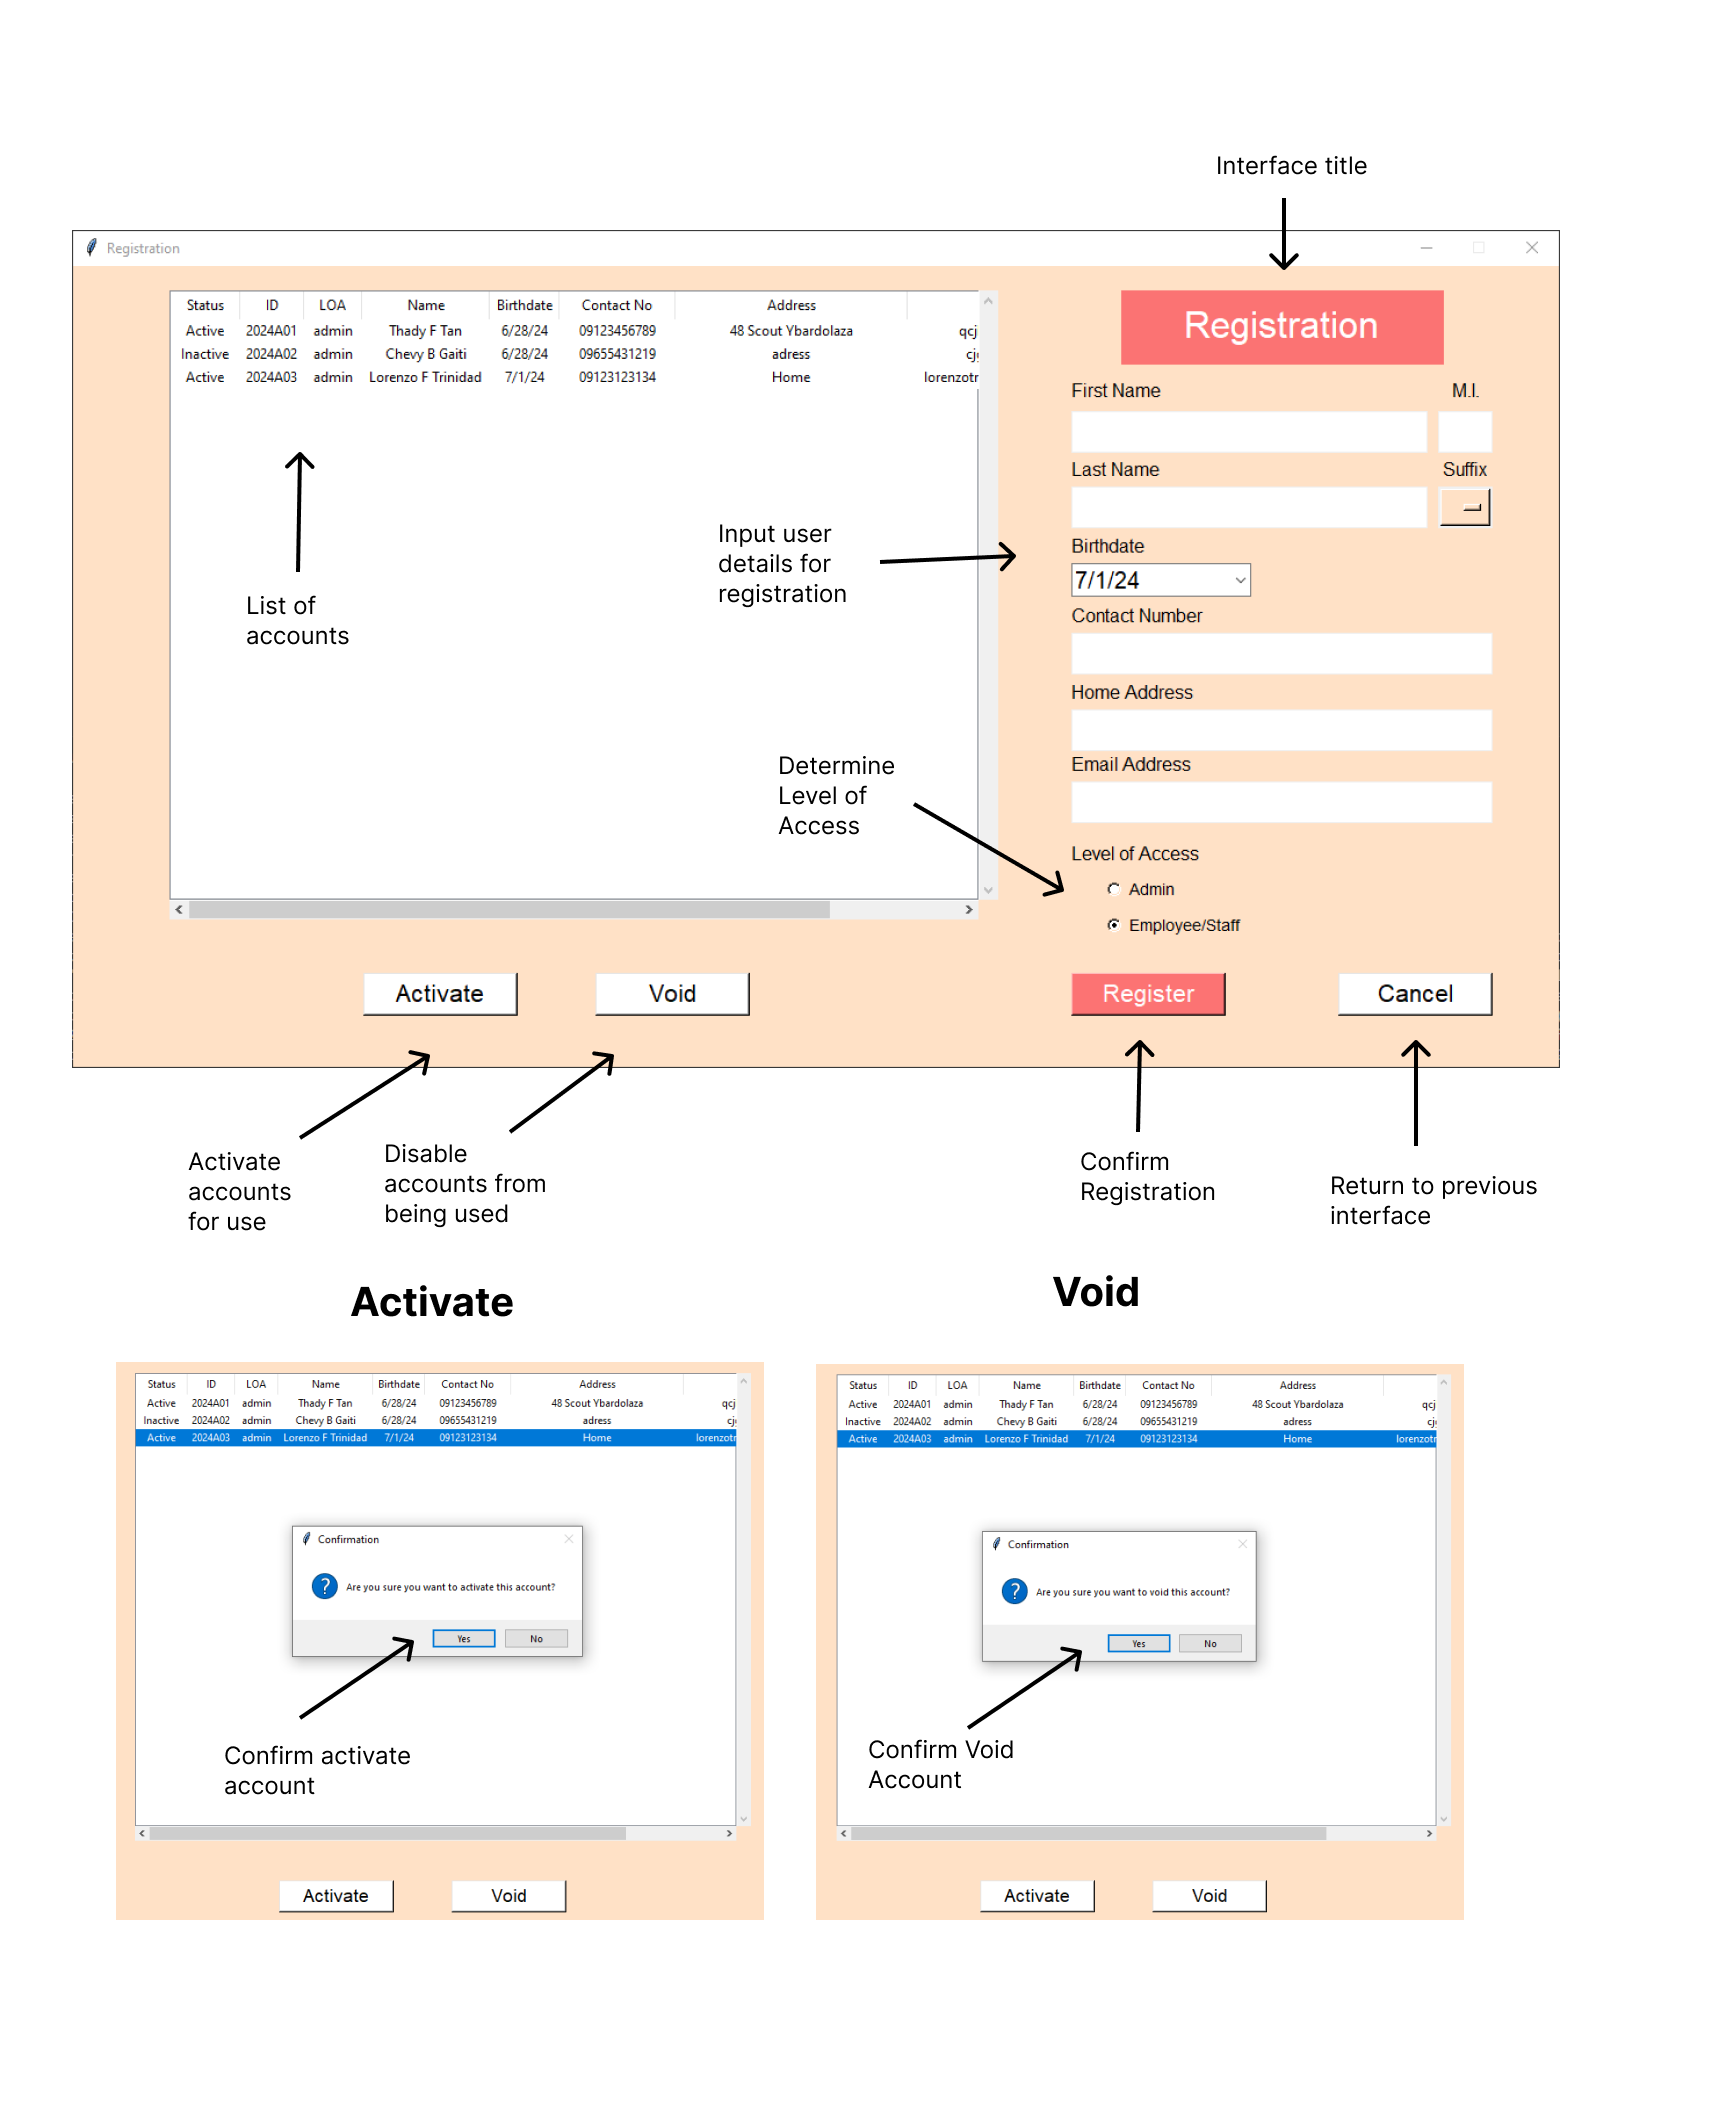 Interface title
Registration
Status ID LOA Name Birthdate Contact No Address
Active 2024A01 admin Thady F Tan 6/28/24 09123456789 48 Scout Ybardolaza qcj
Inactive 2024A02 admin Chevy B Gaiti 6/28/24 09655431219 adress
Active 2024A03 admin Lorenzo F Trinidad 7/1/24 09123123134 Home lorenzotr
List of
accounts
Input user
details for
registration
Determine
Level of
Access
Registration
First Name M.I.
Last Name Suffix
Birthdate
7/1/24
Contact Number
Home Address
Email Address
Level of Access
Admin
Employee/Staff
Activate Void Register Cancel
Activate
accounts
for use
Disable
accounts from
being used
Confirm
Registration
Return to previous
interface
Activate
Status ID LOA Name Birthdate Contact No Address
Active 2024A01 admin Thady F Tan 6/28/24 09123456789 48 Scout Ybardolaza qcj
Inactive 2024A02 admin Chevy B Gaiti 6/28/24 09655431219 adress
Active 2024A03 admin Lorenzo F Trinidad 7/1/24 09123123134 Home lorenzotr
Confirmation
? Are you sure you want to activate this account?
Yes No
Confirm activate
account
Activate Void
Void
Status ID LOA Name Birthdate Contact No Address
Active 2024A01 admin Thady F Tan 6/28/24 09123456789 48 Scout Ybardolaza qcj
Inactive 2024A02 admin Chevy B Gaiti 6/28/24 09655431219 adress
Active 2024A03 admin Lorenzo F Trinidad 7/1/24 09123123134 Home lorenzotr
Confirmation
? Are you sure you want to void this account?
Yes No
Confirm Void
Account
Activate Void